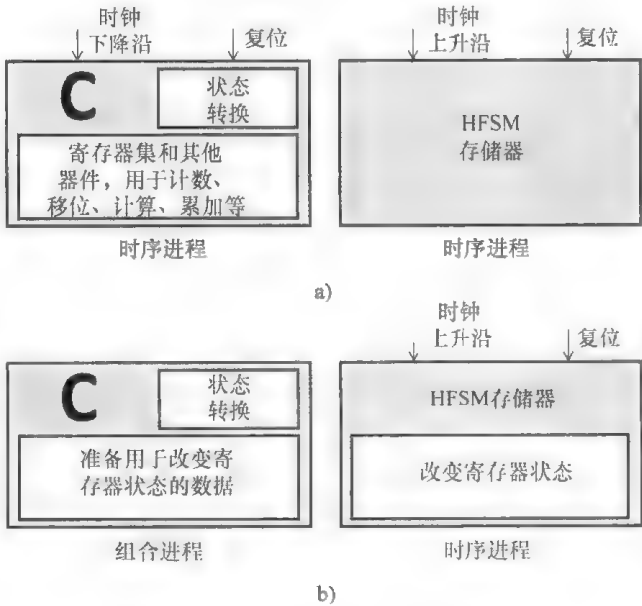 时钟
下降沿
复位
C
状态
转换
寄存器集和其他
器件，用于计数、
移位、计算、累加等
时序进程
时钟
上升沿
复位
HFSM
存储器
时序进程
a)
C
状态
转换
准备用于改变寄
存器状态的数据
组合进程
时钟
上升沿
复位
HFSM存储器
改变寄存器状态
时序进程
b)